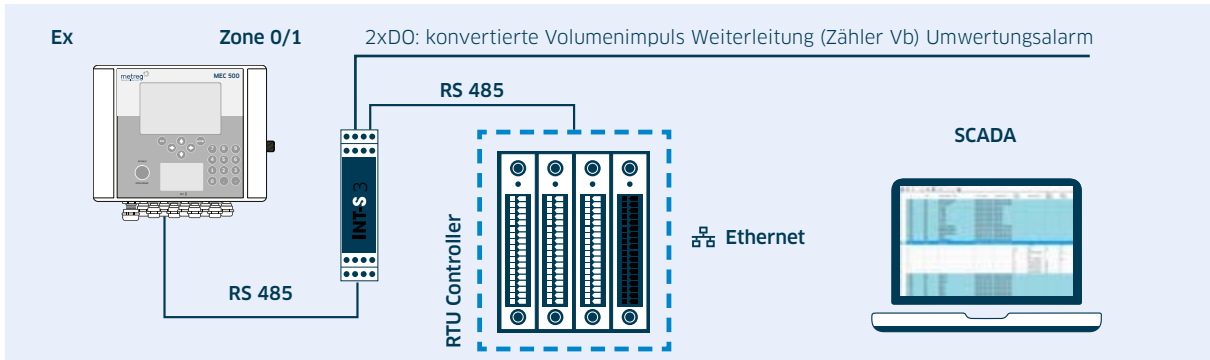 Ex Zone 0/1 2xDO: konvertierte Volumenimpuls Weiterleitung (Zähler Vb) Umwertungsalarm
metreg MEC 500
RS 485
SCADA
INT-S 3
RTU Controller
Ethernet
RS 485